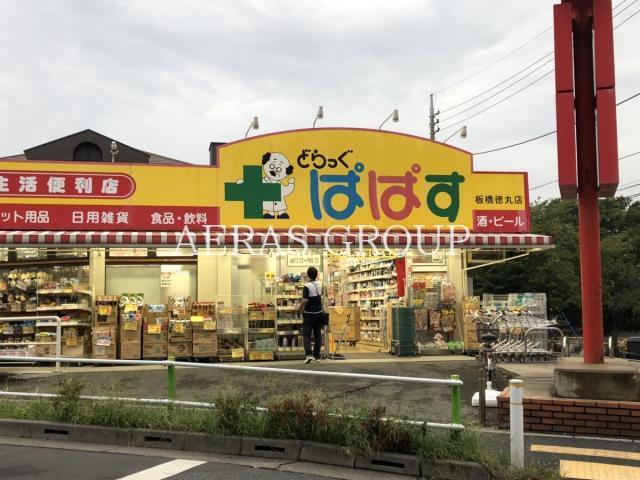 どらっぐ
ぱぱす
板橋徳丸店
生活便利店
ット用品 日用雑貨 食品・飲料
酒・ビール
AERAS GROUP